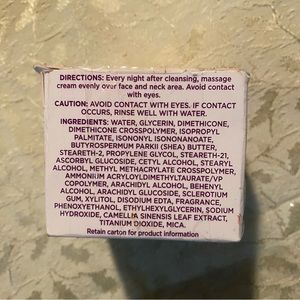 DIRECTIONS: Every night after cleansing, massage
cream evenly over face and neck area. Avoid contact
with eyes.
CAUTION: AVOID CONTACT WITH EYES. IF CONTACT
OCCURS, RINSE WELL WITH WATER.
INGREDIENTS: WATER, GLYCERIN, DIMETHICONE,
DIMETHICONE CROSSPOLYMER, ISOPROPYL
PALMITATE, ISONONYL ISONONANOATE,
BUTYROSPERMUM PARKII (SHEA) BUTTER,
STEARETH-2, PROPYLENE GLYCOL, STEARETH-21,
ASCORBYL GLUCOSIDE, CETYL ALCOHOL, STEARYL
ALCOHOL, METHYL METHACRYLATE CROSSPOLYMER,
AMMONIUM ACRYLOYLDIMETHYLTAURATE/VP
COPOLYMER, ARACHIDYL ALCOHOL, BEHENYL
ALCOHOL, ARACHIDYL GLUCOSIDE, SCLEROTIUM
GUM, XYLITOL, DISODIUM EDTA, FRAGRANCE,
PHENOXYETHANOL, ETHYLHEXYLGLYCERIN, SODIUM
HYDROXIDE, CAMELLIA SINENSIS LEAF EXTRACT,
TITANIUM DIOXIDE, MICA.
Retain carton for product information